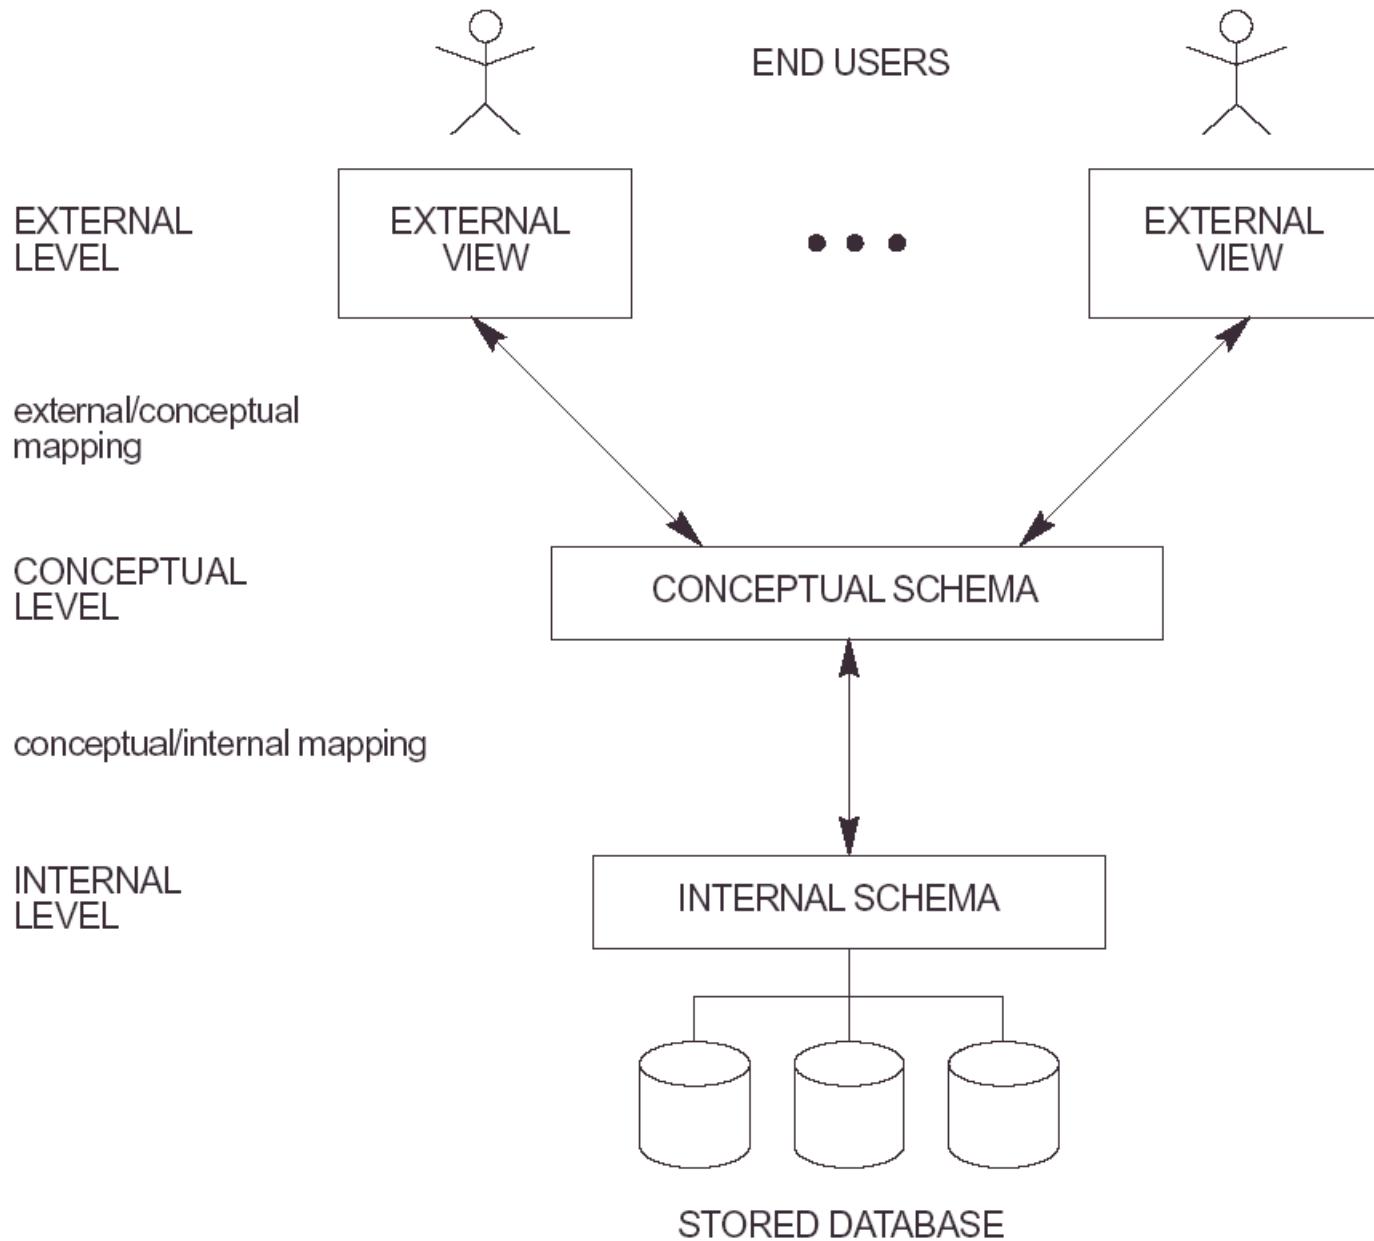 END USERS
EXTERNAL
LEVEL
EXTERNAL
VIEW
EXTERNAL
VIEW
external/conceptual
mapping
CONCEPTUAL
LEVEL
CONCEPTUAL SCHEMA
conceptual/internal mapping
INTERNAL
LEVEL
INTERNAL SCHEMA
STORED DATABASE